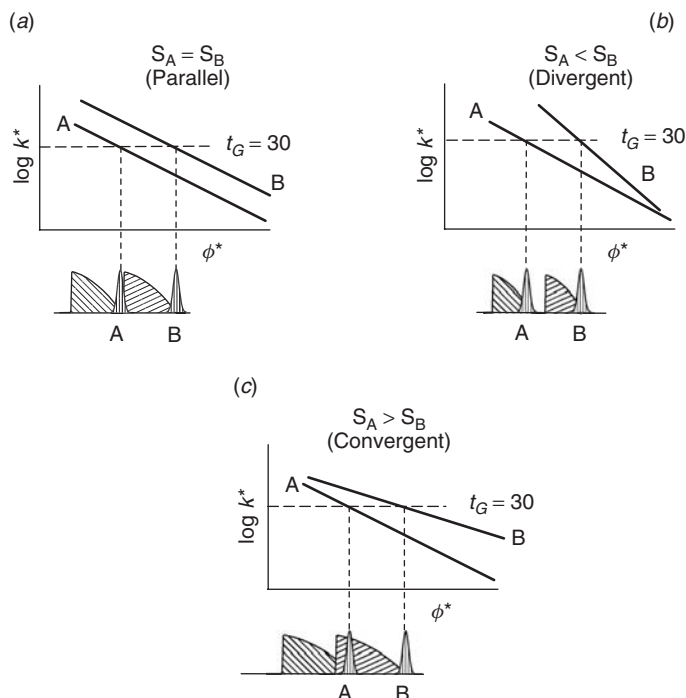 (a)
S_A = S_B
(Parallel)
A
t_G = 30
B
log k*
ϕ*
A B
(b)
S_A < S_B
(Divergent)
A
t_G = 30
B
log k*
ϕ*
A B
(c)
S_A > S_B
(Convergent)
A
t_G = 30
B
log k*
ϕ*
A B